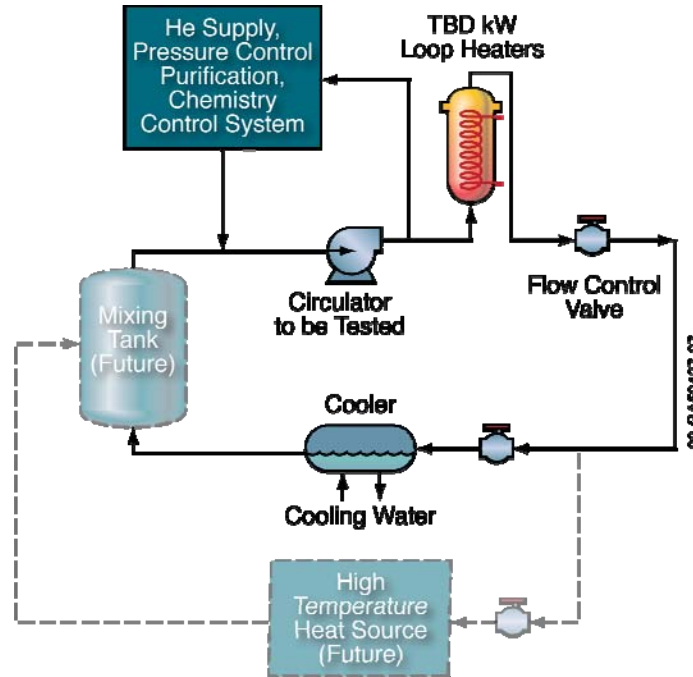 He Supply,
Pressure Control
Purification,
Chemistry
Control System
TBD kW
Loop Heaters
Circulator
to be Tested
Flow Control
Valve
Mixing
Tank
(Future)
Cooler
Cooling Water
High
Temperature
Heat Source
(Future)